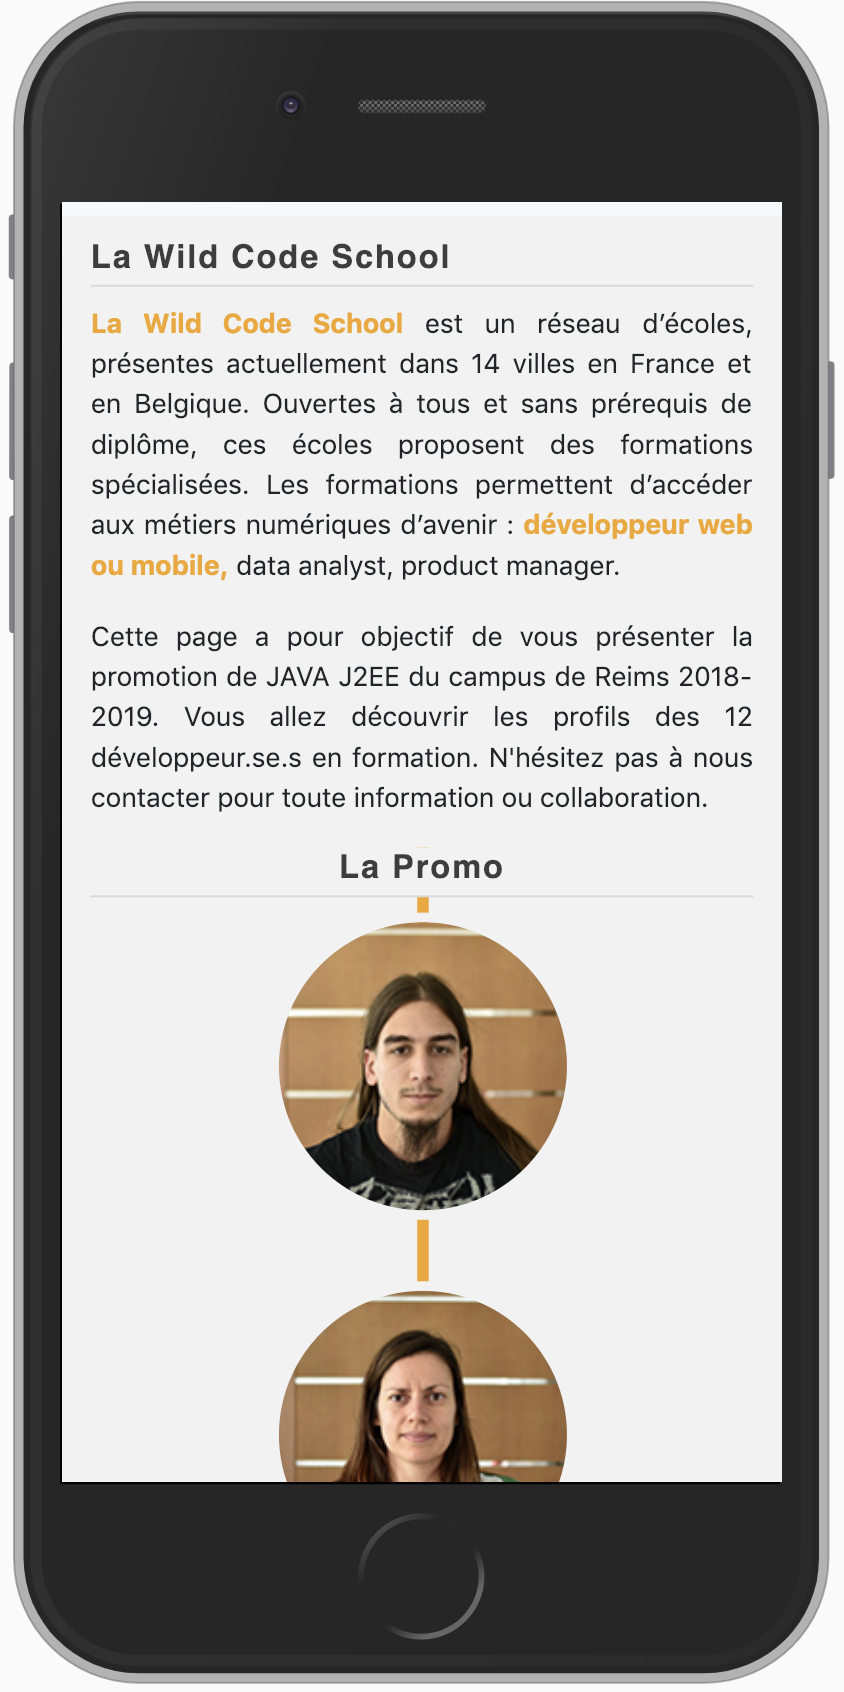 La Wild Code School
La Wild Code School est un réseau d’écoles,
présentes actuellement dans 14 villes en France et
en Belgique. Ouvertes à tous et sans prérequis de
diplôme, ces écoles proposent des formations
spécialisées. Les formations permettent d’accéder
aux métiers numériques d’avenir : développeur web
ou mobile, data analyst, product manager.
Cette page a pour objectif de vous présenter la
promotion de JAVA J2EE du campus de Reims 2018-
2019. Vous allez découvrir les profils des 12
développeur.se.s en formation. N'hésitez pas à nous
contacter pour toute information ou collaboration.
La Promo